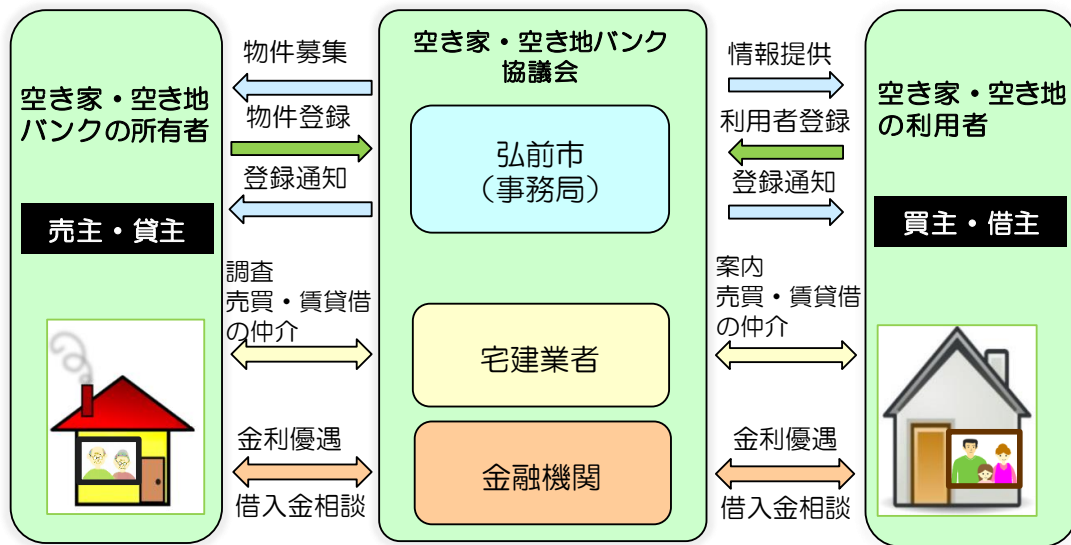 空き家・空き地
バンクの所有者
売主・貸主
物件募集
物件登録
登録通知
調査
売買・賃貸借
の仲介
金利優遇
借入金相談
空き家・空き地バンク
協議会
弘前市
（事務局）
宅建業者
金融機関
情報提供
利用者登録
登録通知
案内
売買・賃貸借
の仲介
金利優遇
借入金相談
空き家・空き地
の利用者
買主・借主